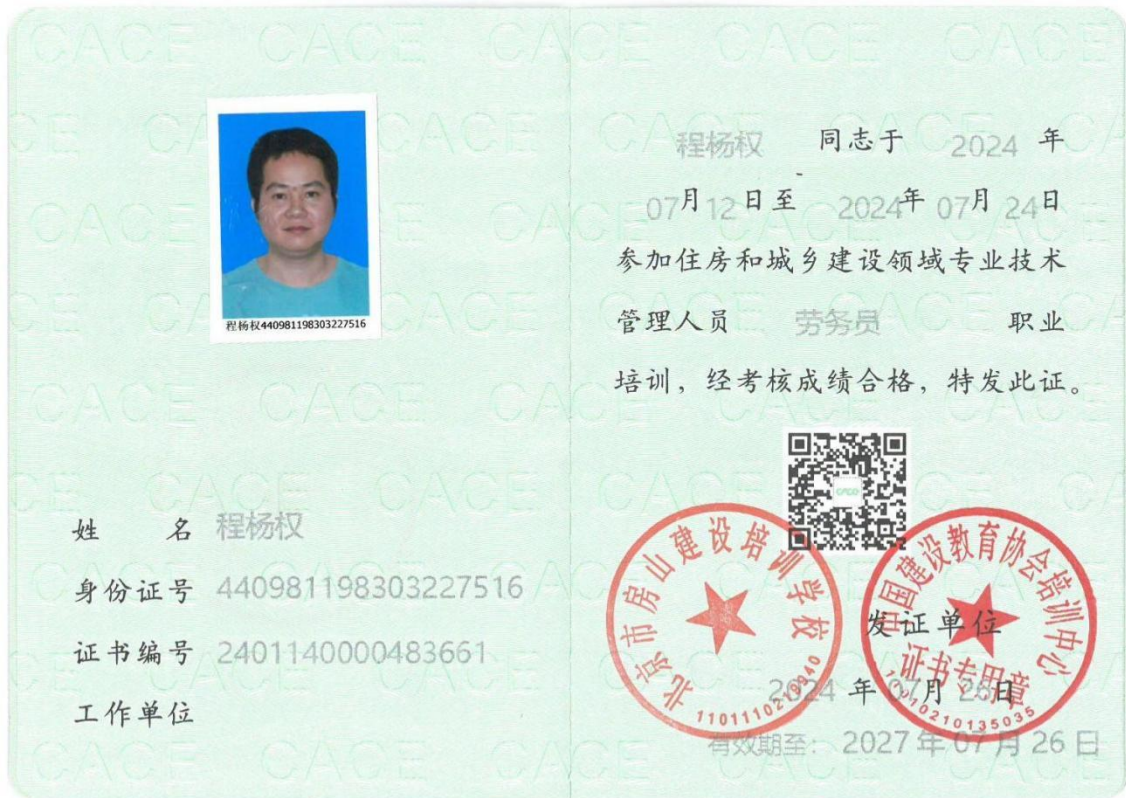 程杨权440981198303227516
姓 名 程杨权
身份证号 440981198303227516
证书编号 2401140000483661
工作单位
程杨权 同志于 2024 年
07月 12 日至 2024年 07月 24日
参加住房和城乡建设领域专业技术
管理人员 劳务员 职业
培训，经考核成绩合格，特发此证。
CACE
北京市房山建设培训学校
1101110219940
中国建设教育协会培训中心
证书专用章
发证单位
2024 年 07月 26日
有效期至： 2027 年 07 月 26 日